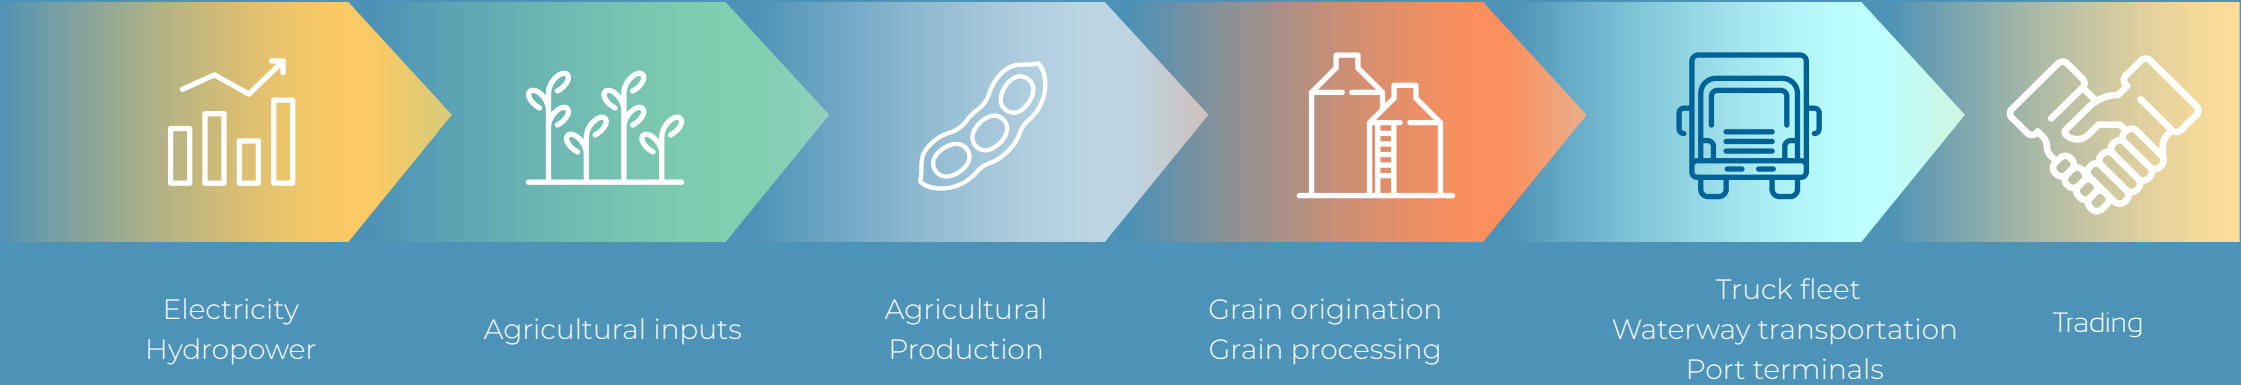 Electricity
Hydropower
Agricultural inputs
Agricultural
Production
Grain origination
Grain processing
Truck fleet
Waterway transportation
Port terminals
Trading